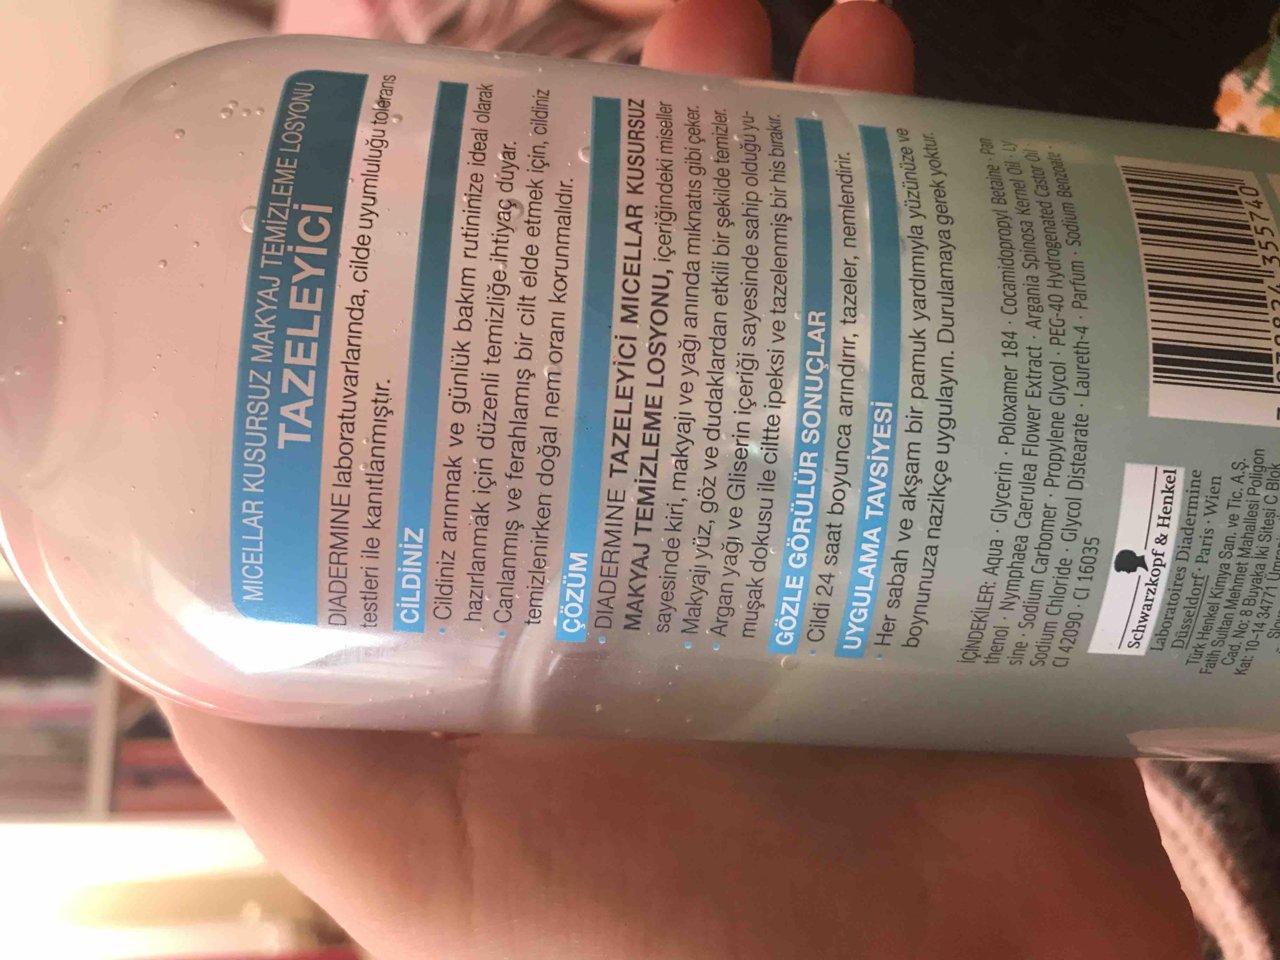 MICELLAR KUSURSUZ MAKYAJ TEMİZLEME LOSYONU
TAZELEYİCİ
DIADERMINE laboratuvarlarında, cilde uyumluluğu tolerans
testleri ile kanıtlanmıştır.
CİLDİNİZ
• Cildiniz arınmak ve günlük bakım rutininize ideal olarak
hazırlanmak için düzenli temizliğe ihtiyaç duyar.
• Canlanmış ve ferahlamış bir cilt elde etmek için, cildiniz
temizlenirken doğal nem oranı korunmalıdır.
ÇÖZÜM
• DIADERMINE TAZELEYİCİ MICELLAR KUSURSUZ
MAKYAJ TEMİZLEME LOSYONU, içeriğindeki miseller
sayesinde kiri, makyajı ve yağı anında mıknatıs gibi çeker.
• Makyajı yüz, göz ve dudaklardan etkili bir şekilde temizler.
• Argan yağı ve Gliserin içeriği sayesinde sahip olduğu yu-
muşak dokusu ile ciltte ipeksi ve tazelenmiş bir his bırakır.
GÖZLE GÖRÜLÜR SONUÇLAR
• Cildi 24 saat boyunca arındırır, tazeler, nemlendirir.
UYGULAMA TAVSİYESİ
• Her sabah ve akşam bir pamuk yardımıyla yüzünüze ve
boynunuza nazikçe uygulayın. Durulamaya gerek yoktur.
İÇİNDEKİLER: Aqua · Glycerin · Poloxamer 184 · Cocamidopropyl Betaine · Pan
thenol · Nymphaea Caerulea Flower Extract · Argania Spinosa Kernel Oil · Ly
sine · Sodium Carbomer · Propylene Glycol · PEG-40 Hydrogenated Castor Oil
Sodium Chloride · Glycol Distearate · Laureth-4 · Parfum · Sodium Benzoate ·
CI 42090 · CI 16035
Schwarzkopf & Henkel
Laboratoires Diadermine
Düsseldorf · Paris · Wien
Türk Henkel Kimya San. ve Tic. A.Ş.
Fatih Sultan Mehmet Mahallesi Poligon
Cad. No: 8 Buyaka İki Sitesi C Blok
Kat: 10-14 34771
355740